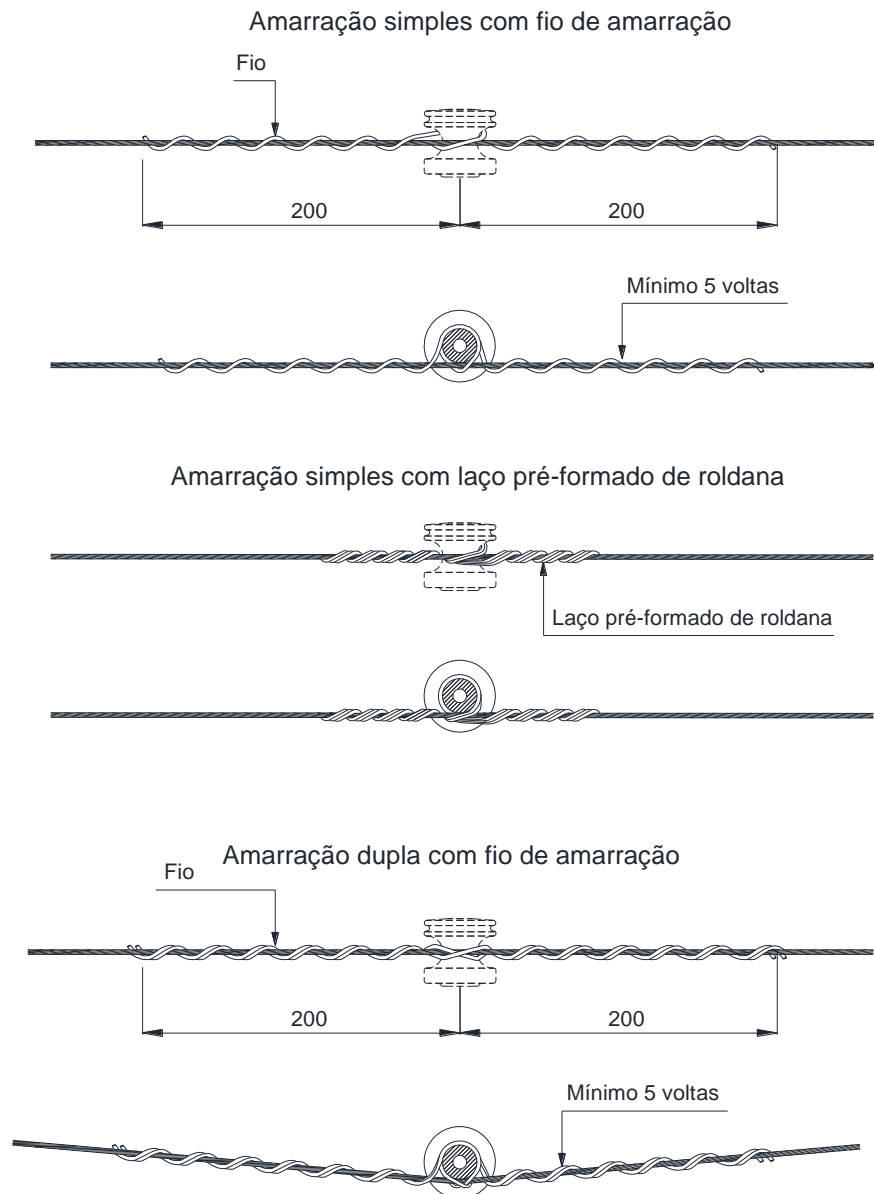 Amarração simples com fio de amarração
Fio
200
200
Mínimo 5 voltas
Amarração simples com laço pré-formado de roldana
Laço pré-formado de roldana
Amarração dupla com fio de amarração
Fio
200
200
Mínimo 5 voltas